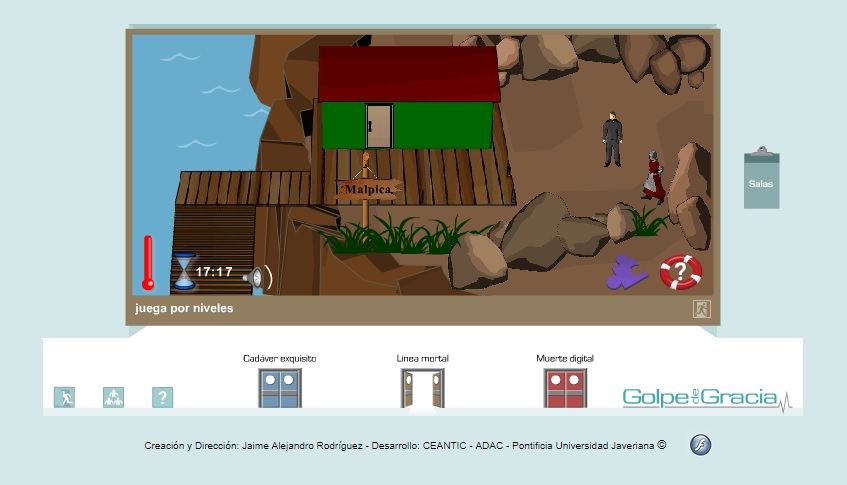 Malpica
Salas
17:17
?
juega por niveles
Cadáver exquisito
Línea mortal
Muerte digital
?
Golpe de Gracia
Creación y Dirección: Jaime Alejandro Rodríguez - Desarrollo: CEANTIC - ADAC - Pontificia Universidad Javeriana ©